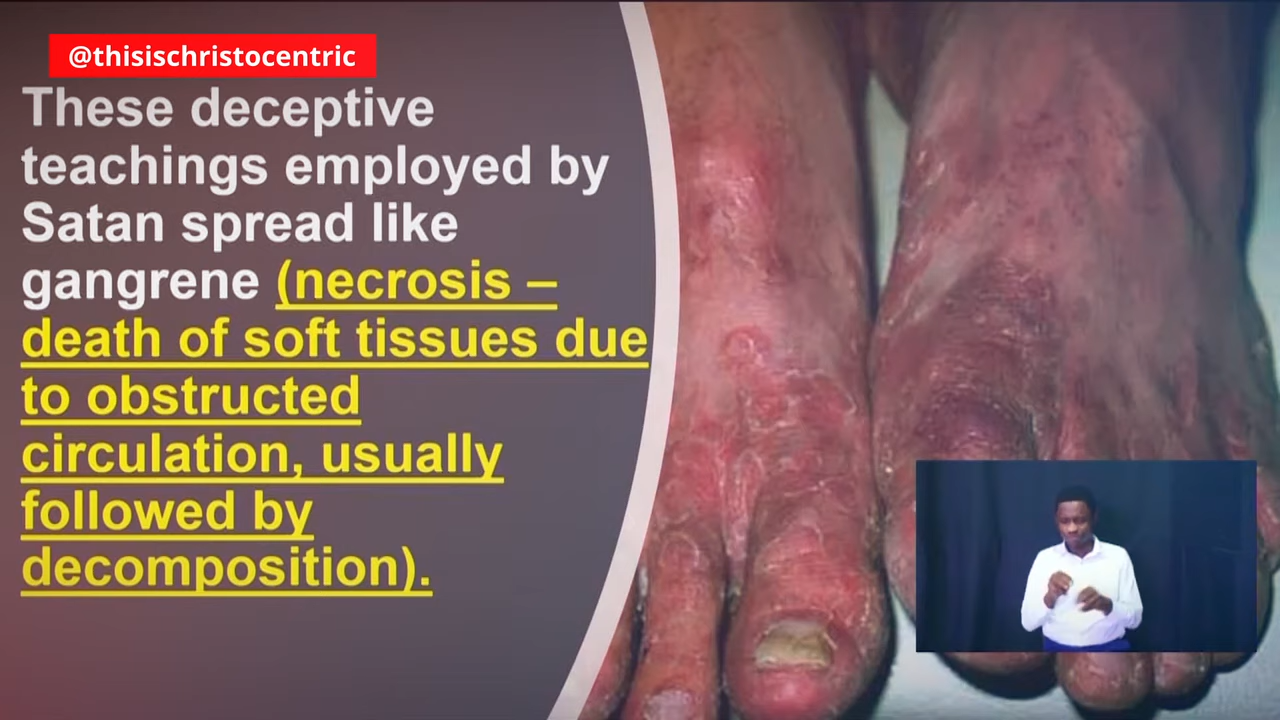 @thisischristocentric
These deceptive
teachings employed by
Satan spread like
gangrene (necrosis –
death of soft tissues due
to obstructed
circulation, usually
followed by
decomposition).